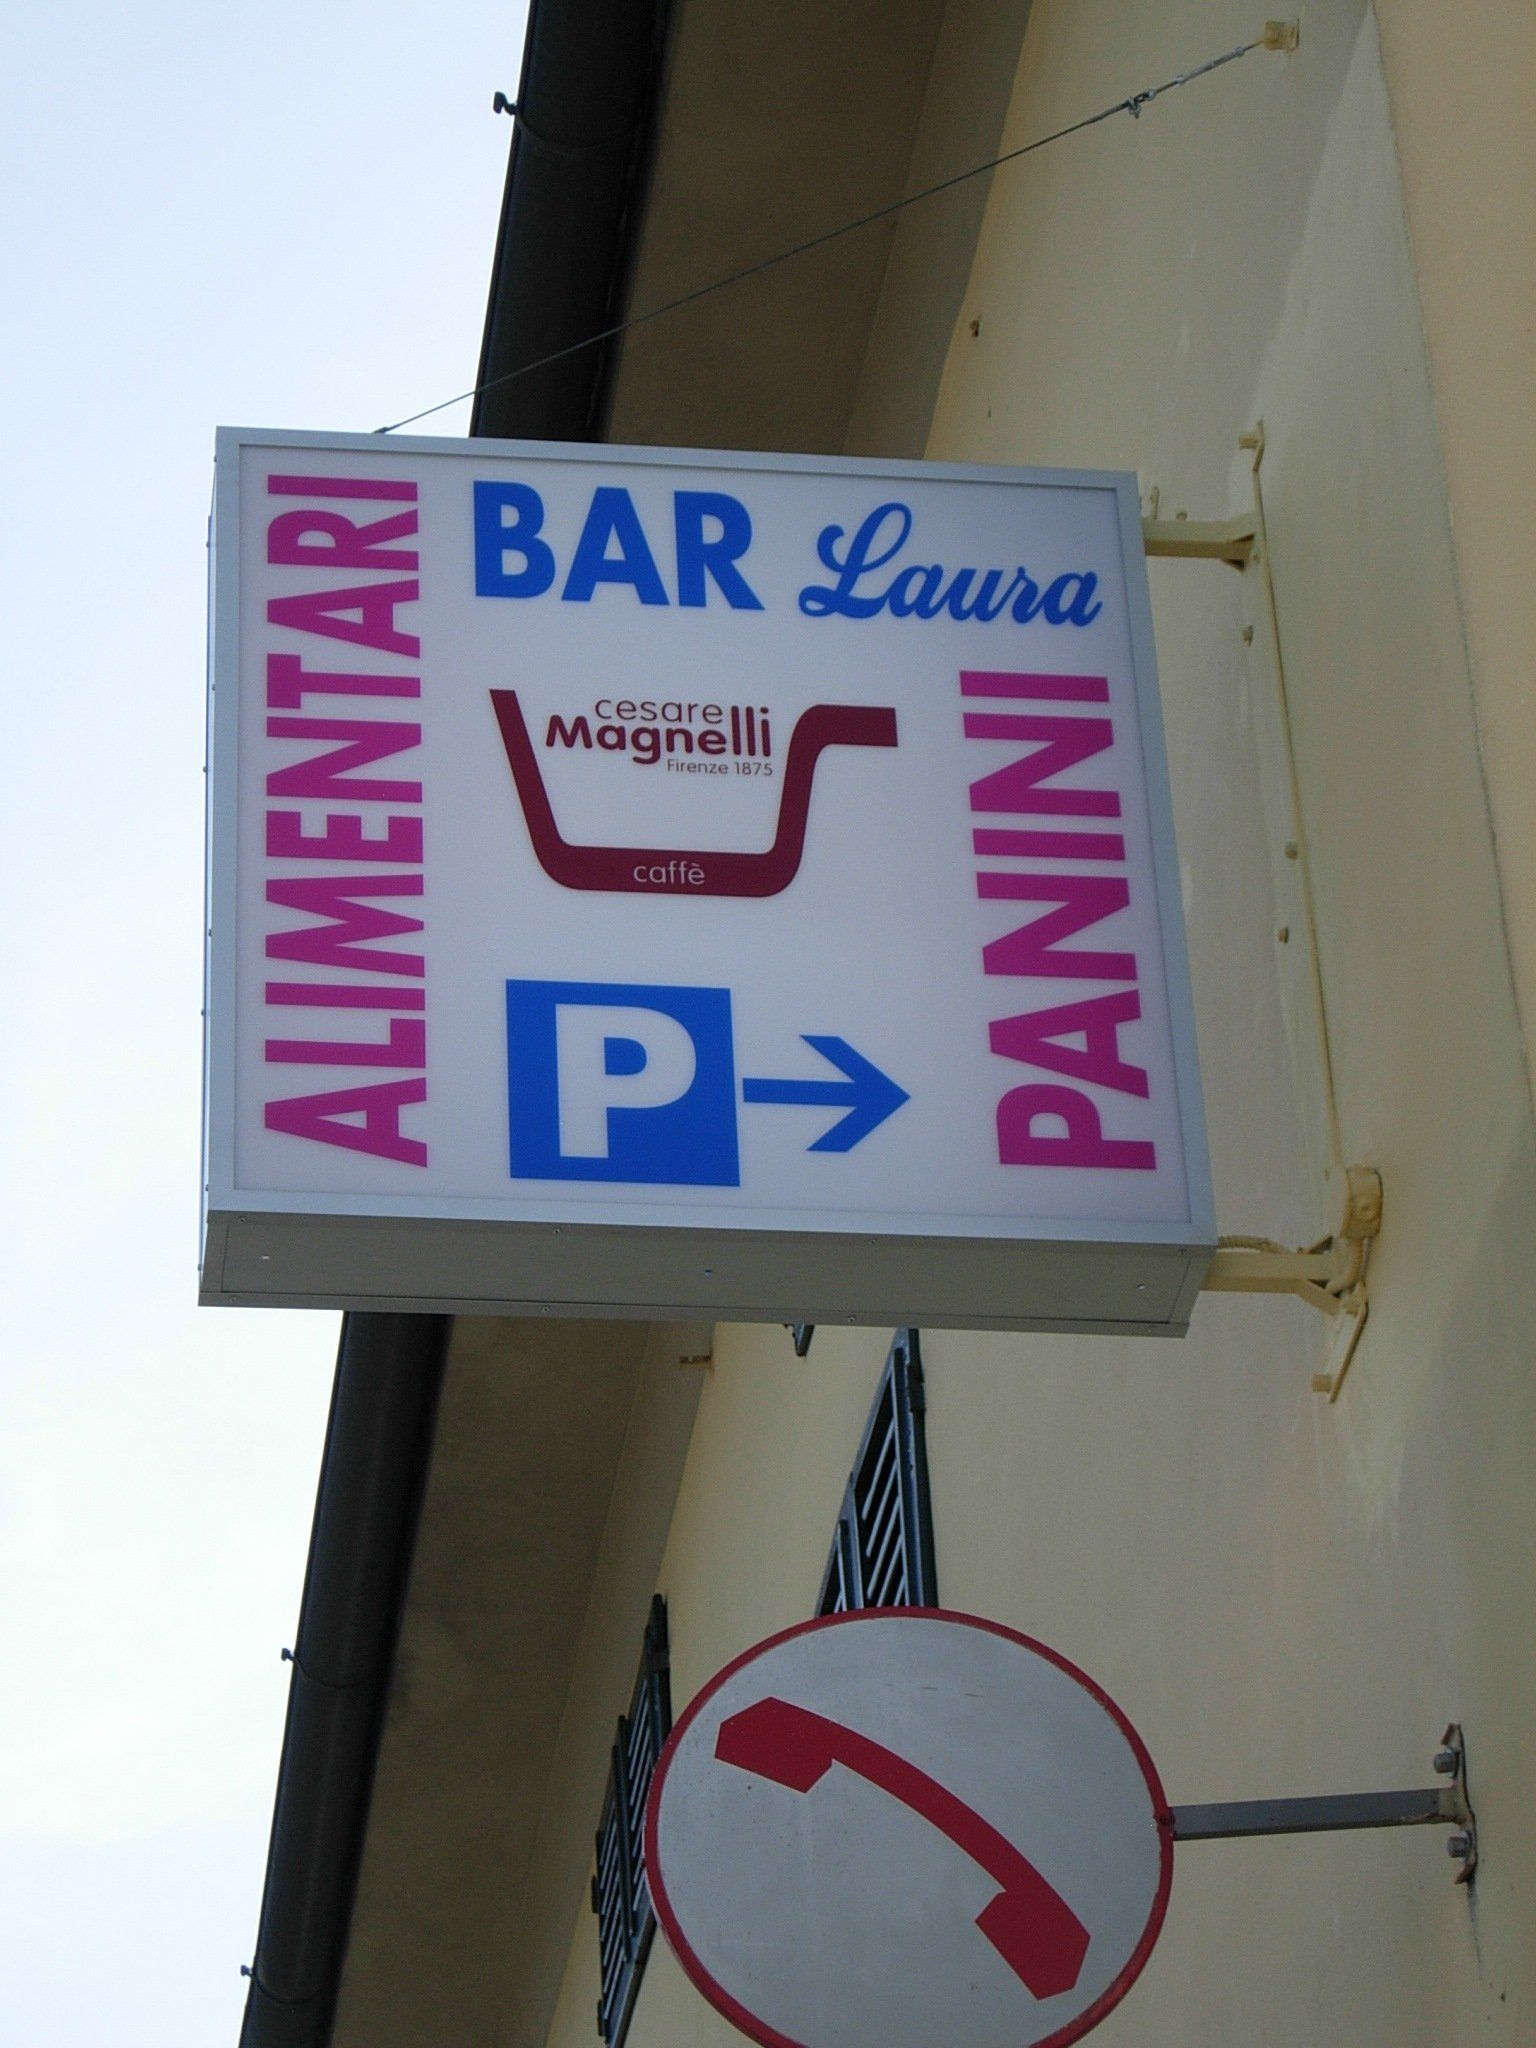 ALIMENTARI
BAR Laura
cesare
Magnelli
Firenze 1875
caffè
P
PANINI